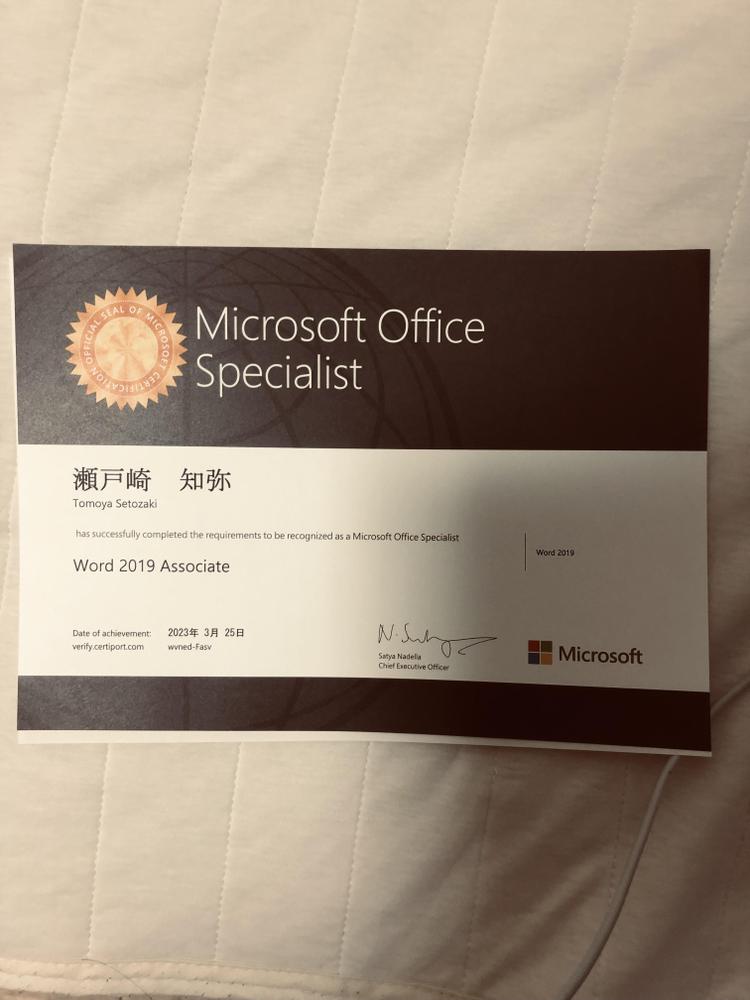 OFFICIAL SEAL OF MICROSOFT CERTIFICATION
Microsoft Office
Specialist
瀬戸崎　知弥
Tomoya Setozaki
has successfully completed the requirements to be recognized as a Microsoft Office Specialist
Word 2019
Word 2019 Associate
Date of achievement: 2023年 3月 25日
verify.certiport.com wvned-Fasv
Satya Nadella
Chief Executive Officer
Microsoft